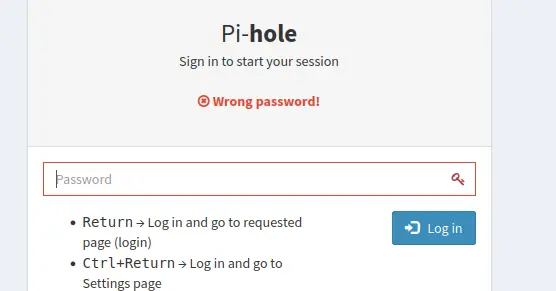 Pi-hole
Sign in to start your session
Wrong password!
Password
Return → Log in and go to requested
page (login)
Ctrl+Return → Log in and go to
Settings page
Log in